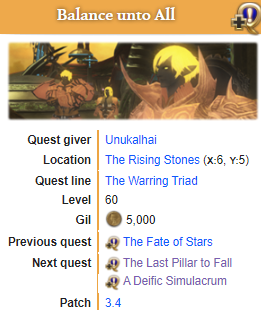 Balance unto All
Quest giver Unukalhai
Location The Rising Stones (X:6, Y:5)
Quest line The Warring Triad
Level 60
Gil 5,000
Previous quest The Fate of Stars
Next quest The Last Pillar to Fall
A Deific Simulacrum
Patch 3.4